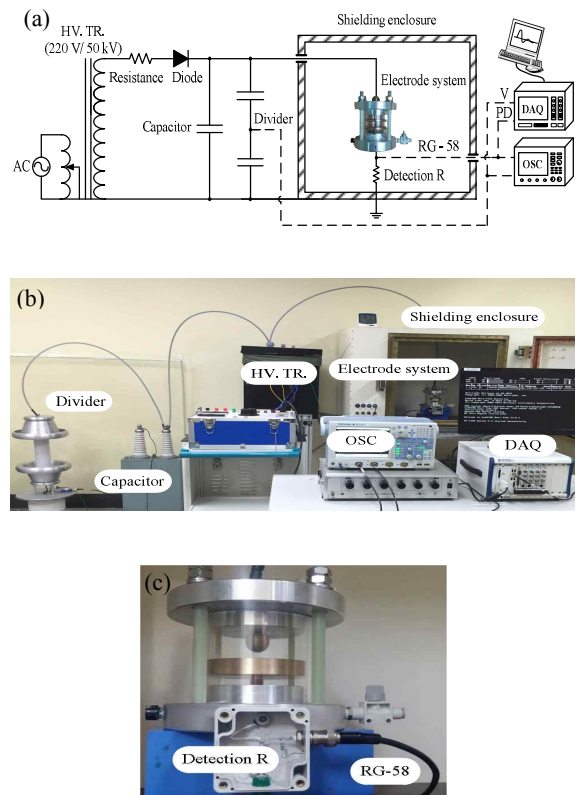 (a)
Shielding enclosure
HV. TR.
(220 V/ 50 kV)
Resistance
Diode
Electrode system
Capacitor
Divider
V
DAQ
PD
RG - 58
AC
OSC
Detection R
(b)
Shielding enclosure
HV. TR.
Electrode system
Divider
OSC
DAQ
Capacitor
(c)
Detection R
RG-58